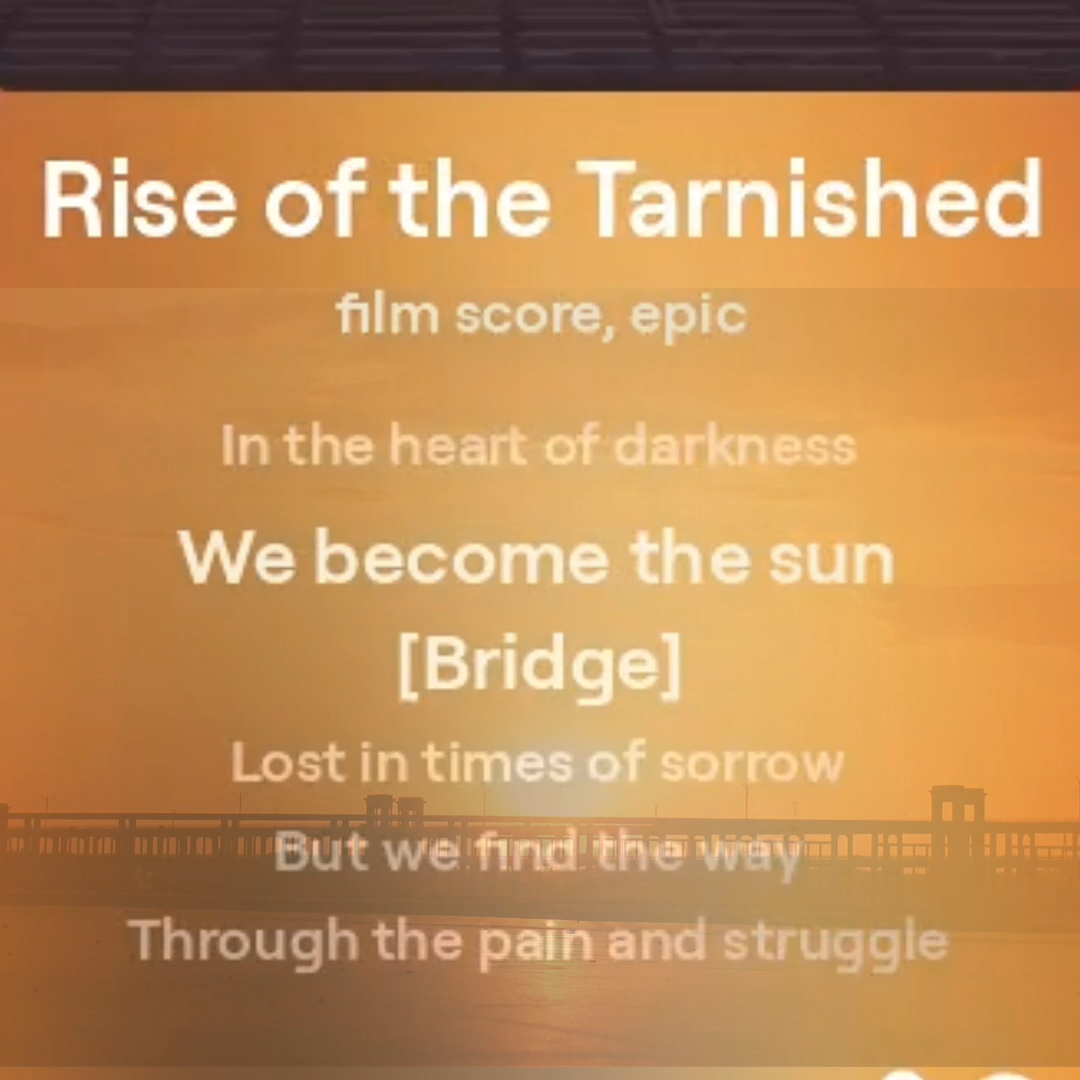 Rise of the Tarnished
film score, epic
In the heart of darkness
We become the sun
[Bridge]
Lost in times of sorrow
But we find the way
Through the pain and struggle